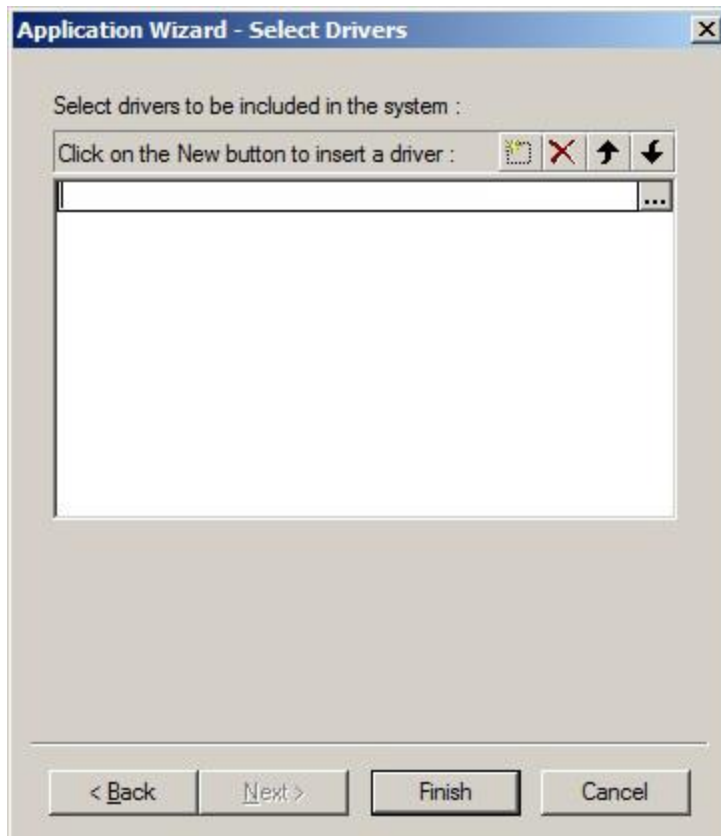 Application Wizard - Select Drivers
Select drivers to be included in the system :
Click on the New button to insert a driver :
...
< Back Next > Finish Cancel